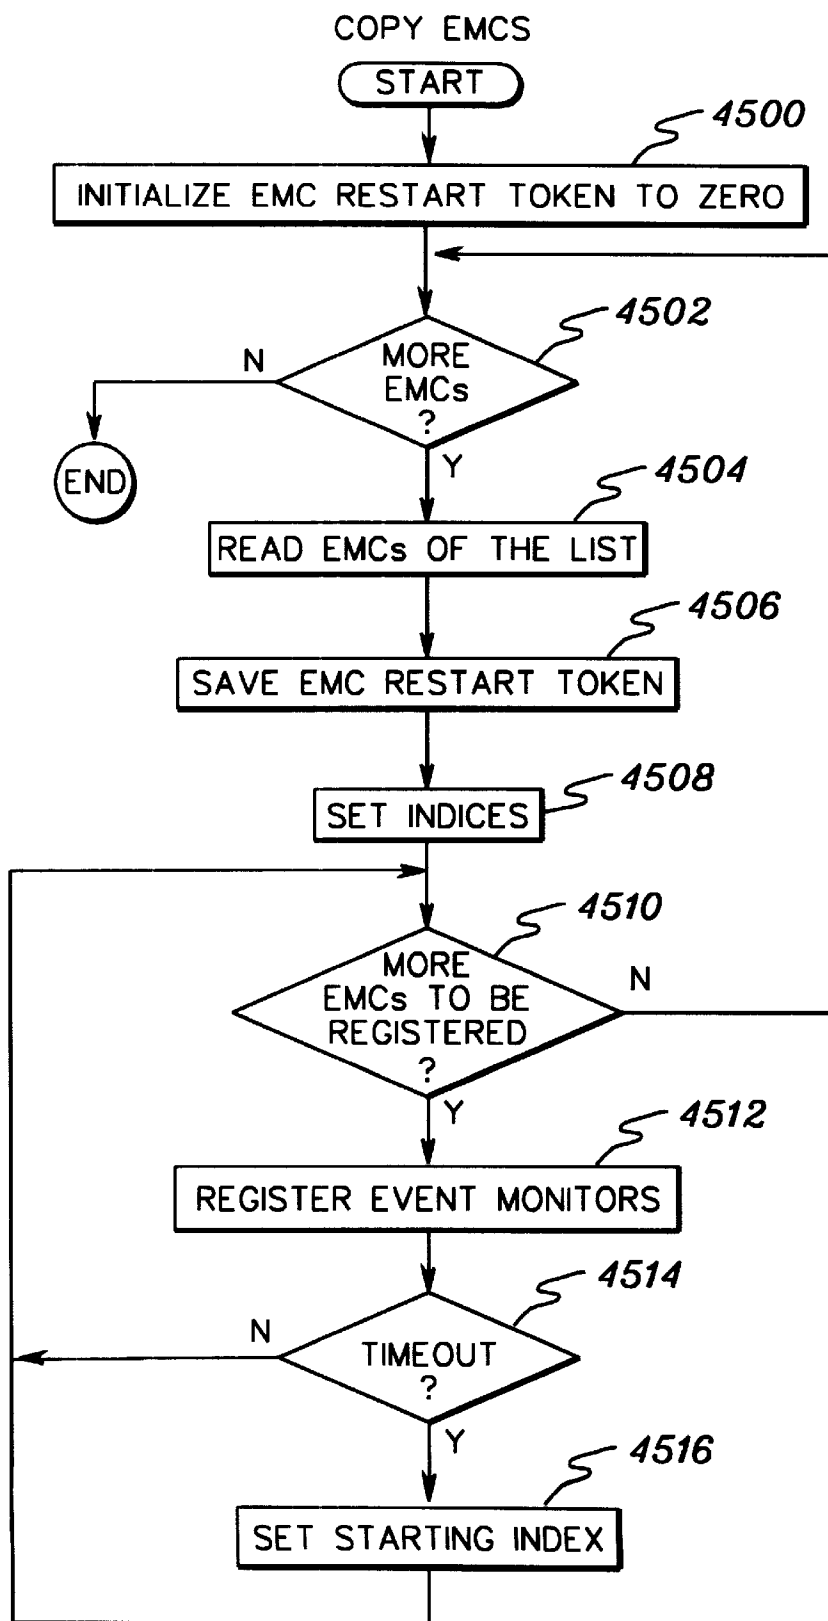 COPY EMCS
START
4500
INITIALIZE EMC RESTART TOKEN TO ZERO
4502
N
MORE
EMCs
?
Y
END
4504
READ EMCs OF THE LIST
4506
SAVE EMC RESTART TOKEN
4508
SET INDICES
4510
MORE
EMCs TO BE
REGISTERED
?
N
Y
4512
REGISTER EVENT MONITORS
4514
N
TIMEOUT
?
Y
4516
SET STARTING INDEX